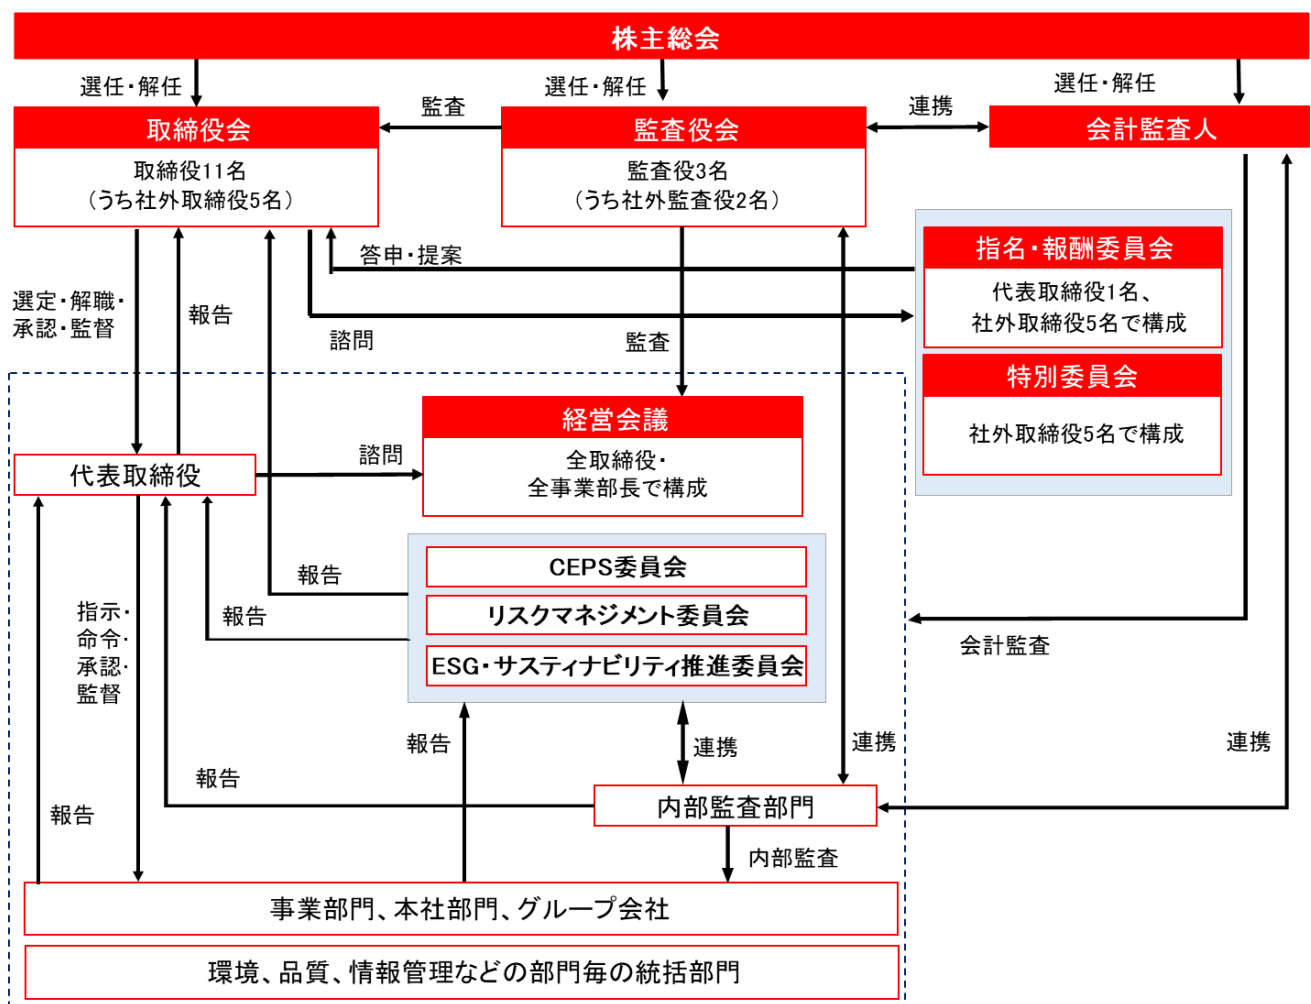 株主総会
選任・解任
選任・解任
選任・解任
取締役会
取締役11名
（うち社外取締役5名）
監査
監査役会
監査役3名
（うち社外監査役2名）
連携
会計監査人
答申・提案
諮問
指名・報酬委員会
代表取締役1名、
社外取締役5名で構成
特別委員会
社外取締役5名で構成
選定・解職・
承認・監督
報告
監査
経営会議
全取締役・
全事業部長で構成
代表取締役
諮問
CEPS委員会
リスクマネジメント委員会
ESG・サスティナビリティ推進委員会
報告
報告
指示・
命令・
承認・
監督
会計監査
報告
連携
連携
連携
報告
報告
内部監査部門
内部監査
事業部門、本社部門、グループ会社
環境、品質、情報管理などの部門毎の統括部門